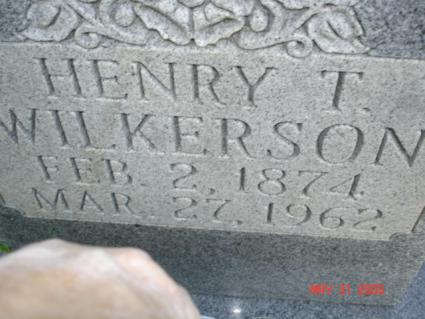 HENRY T.
WILKERSON
FEB. 2, 1874
MAR. 27, 1962